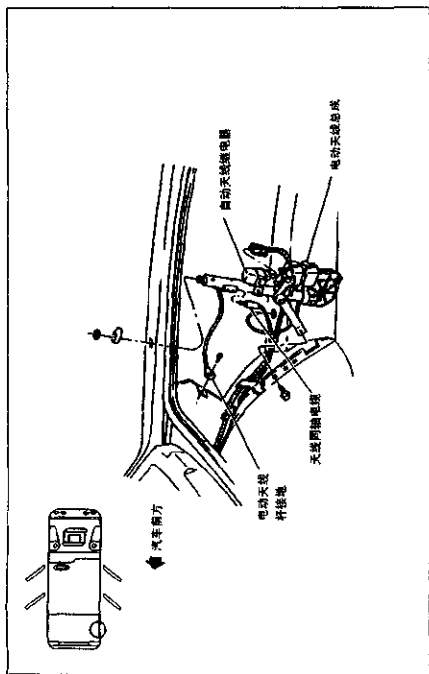 汽车前方
自动天线继电器
电动天线总成
天线同轴电缆
电动天线
杆接地